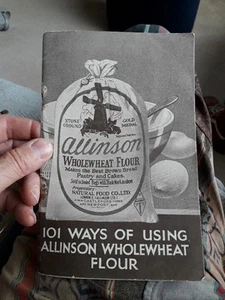 STONE GROUND GOLD MEDAL
allinson
WHOLEWHEAT FLOUR
Makes the Best Brown Bread
Pastry and Cakes.
NATURAL FOOD CO. LTD.
101 WAYS OF USING
ALLINSON WHOLEWHEAT
FLOUR